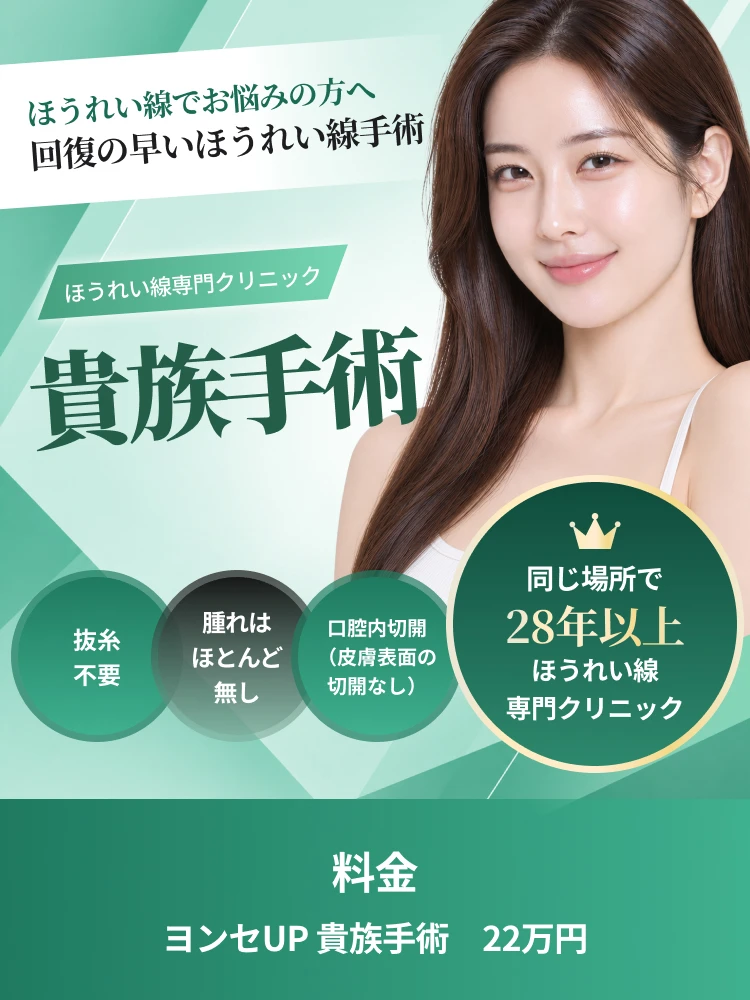 ほうれい線でお悩みの方へ
回復の早いほうれい線手術
ほうれい線専門クリニック
貴族手術
抜糸
不要
腫れは
ほとんど
無し
口腔内切開
（皮膚表面の
切開なし）
同じ場所で
28年以上
ほうれい線
専門クリニック
料金
ヨンセUP 貴族手術　22万円